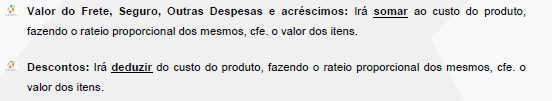 Valor do Frete, Seguro, Outras Despesas e acréscimos: Irá somar ao custo do produto,
fazendo o rateio proporcional dos mesmos, cfe. o valor dos itens.
Descontos: Irá deduzir do custo do produto, fazendo o rateio proporcional dos mesmos, cfe. o
valor dos itens.